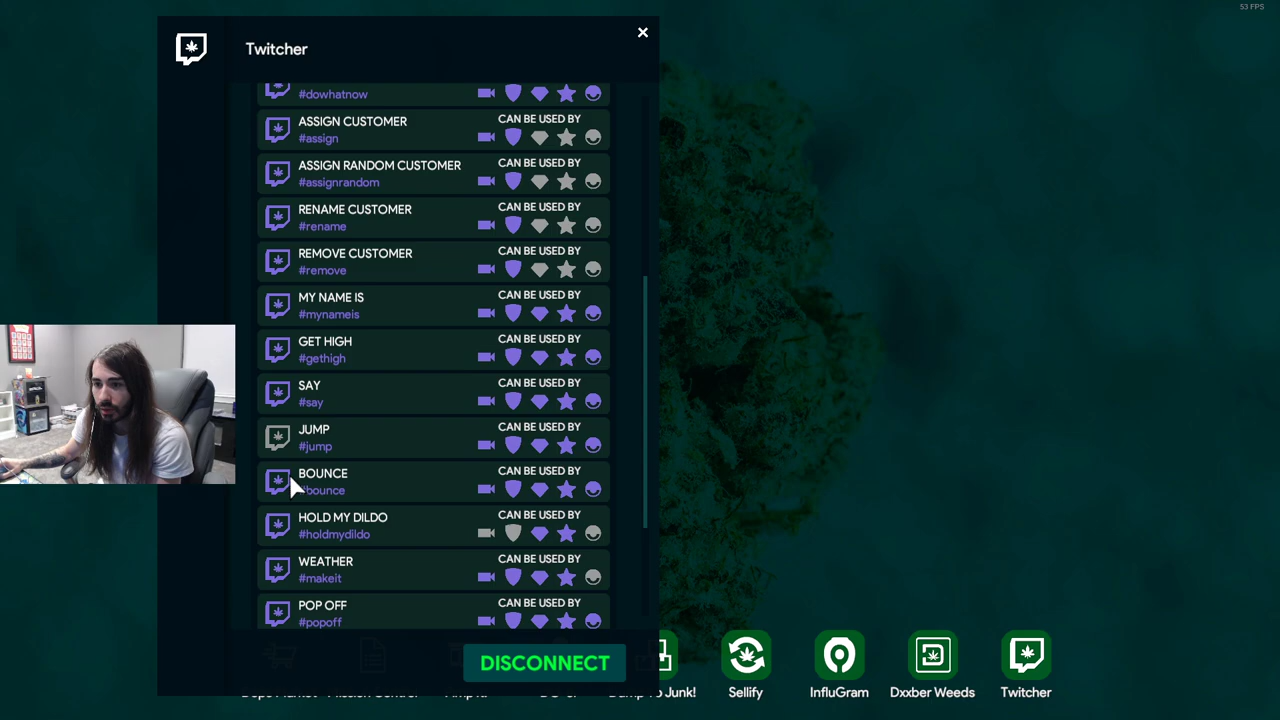 53 FPS
Twitcher
#dowhatnow
ASSIGN CUSTOMER
CAN BE USED BY
#assign
ASSIGN RANDOM CUSTOMER
CAN BE USED BY
#assignrandom
RENAME CUSTOMER
CAN BE USED BY
#rename
REMOVE CUSTOMER
CAN BE USED BY
#remove
MY NAME IS
CAN BE USED BY
#mynameis
GET HIGH
CAN BE USED BY
#gethigh
SAY
CAN BE USED BY
#say
JUMP
CAN BE USED BY
#jump
BOUNCE
CAN BE USED BY
#bounce
HOLD MY DILDO
CAN BE USED BY
#holdmydildo
WEATHER
CAN BE USED BY
#makeit
POP OFF
CAN BE USED BY
#popoff
DISCONNECT
Sellify
InfluGram
Dxxber Weeds
Twitcher